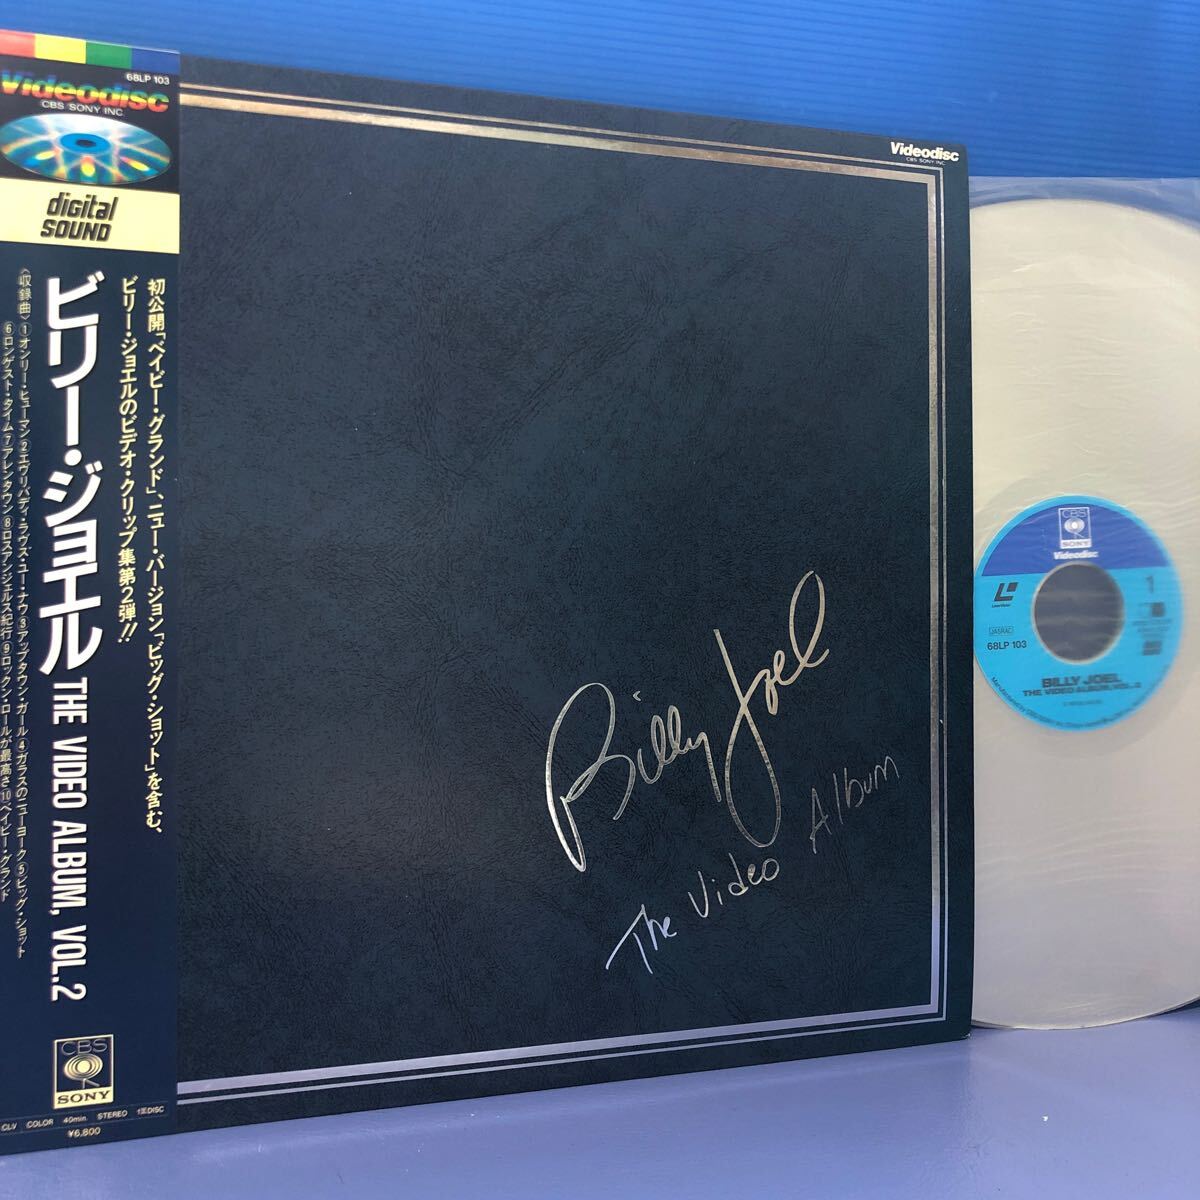 68LP 103
Videodisc
CBS/SONY INC.
digital
SOUND
初公開「ベイビー・グランド」、ニュー・バージョン「ビッグ・ショット」を含む、
ビリー・ジョエルのビデオ・クリップ集第2弾!!
ビリー・ジョエル
THE VIDEO ALBUM, VOL.2
〈収録曲〉①オンリー・ヒューマン②エヴリバディ・ラヴズ・ユー・ナウ③アップタウン・ガール④ガラスのニューヨーク⑤ビッグ・ショット
⑥ロンゲスト・タイム⑦アレンタウン⑧ロスアンジェルス紀行⑨ロックン・ロールが最高さ⑩ベイビー・グランド
CBS
SONY
CLV COLOR 40min. STEREO 1面DISC
¥6,800
Videodisc
CBS/SONY INC.
Billy Joel
The Video Album
CBS
SONY
Videodisc
1
LaserVision
JASRAC
68LP 103
BILLY JOEL
THE VIDEO ALBUM, VOL.2